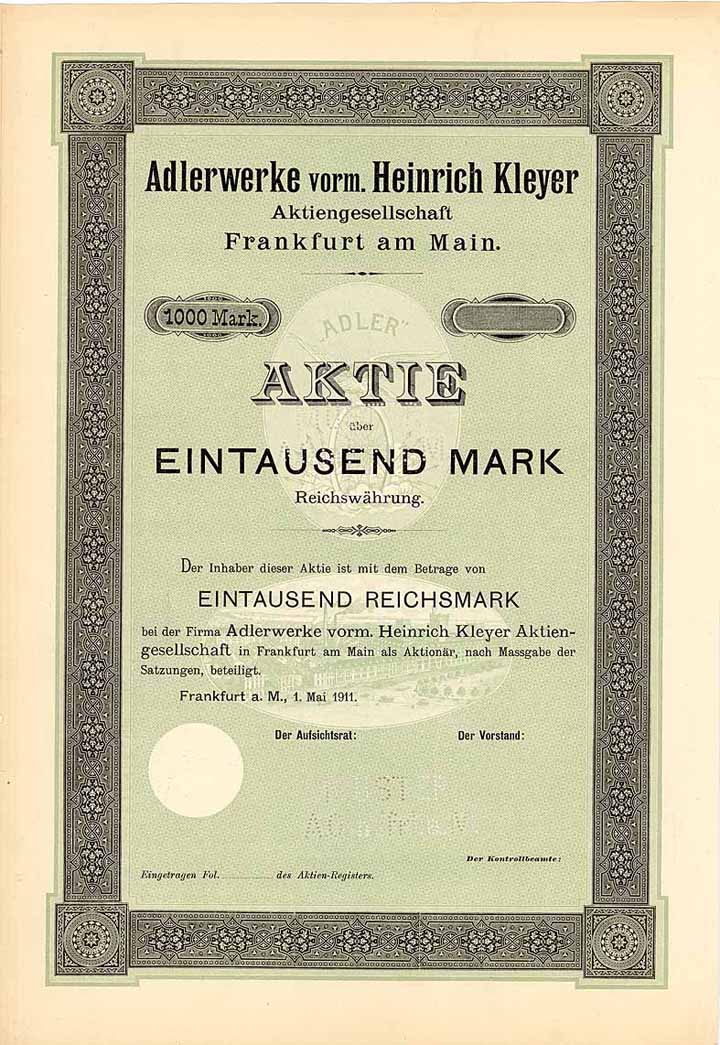 Adlerwerke vorm. Heinrich Kleyer
Aktiengesellschaft
Frankfurt am Main.
1000 Mark.
„ADLER"
AKTIE
über
EINTAUSEND MARK
Reichswährung.
Der Inhaber dieser Aktie ist mit dem Betrage von
EINTAUSEND REICHSMARK
bei der Firma Adlerwerke vorm. Heinrich Kleyer Aktien-
gesellschaft in Frankfurt am Main als Aktionär, nach Massgabe der
Satzungen, beteiligt.
Frankfurt a. M., 1. Mai 1911.
Der Aufsichtsrat: Der Vorstand:
Der Kontrollbeamte:
Eingetragen Fol. des Aktien-Registers.